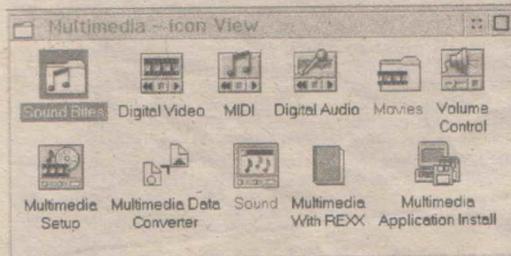 Multimedia - Icon View
Sound Bites Digital Video MIDI Digital Audio Movies Volume
Control
Multimedia Multimedia Data Sound Multimedia Multimedia
Setup Converter With REXX Application Install